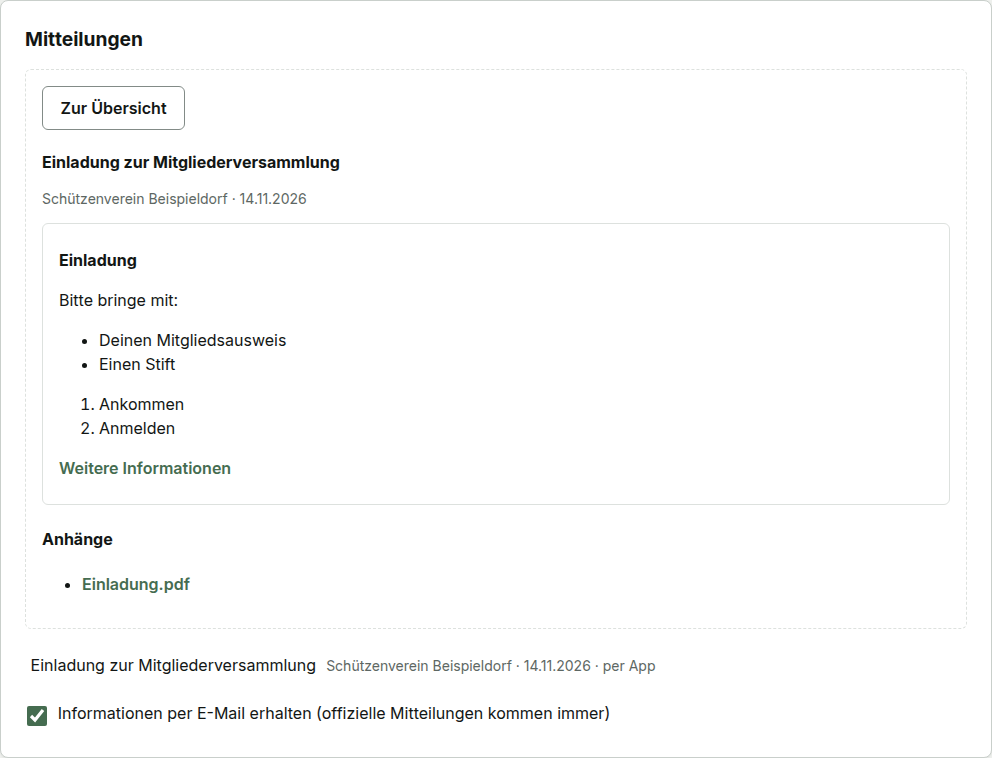 Mitteilungen
Zur Übersicht
Einladung zur Mitgliederversammlung
Schützenverein Beispieldorf · 14.11.2026
Einladung
Bitte bringe mit:
• Deinen Mitgliedsausweis
• Einen Stift
1. Ankommen
2. Anmelden
Weitere Informationen
Anhänge
• Einladung.pdf
Einladung zur Mitgliederversammlung Schützenverein Beispieldorf · 14.11.2026 · per App
Informationen per E-Mail erhalten (offizielle Mitteilungen kommen immer)